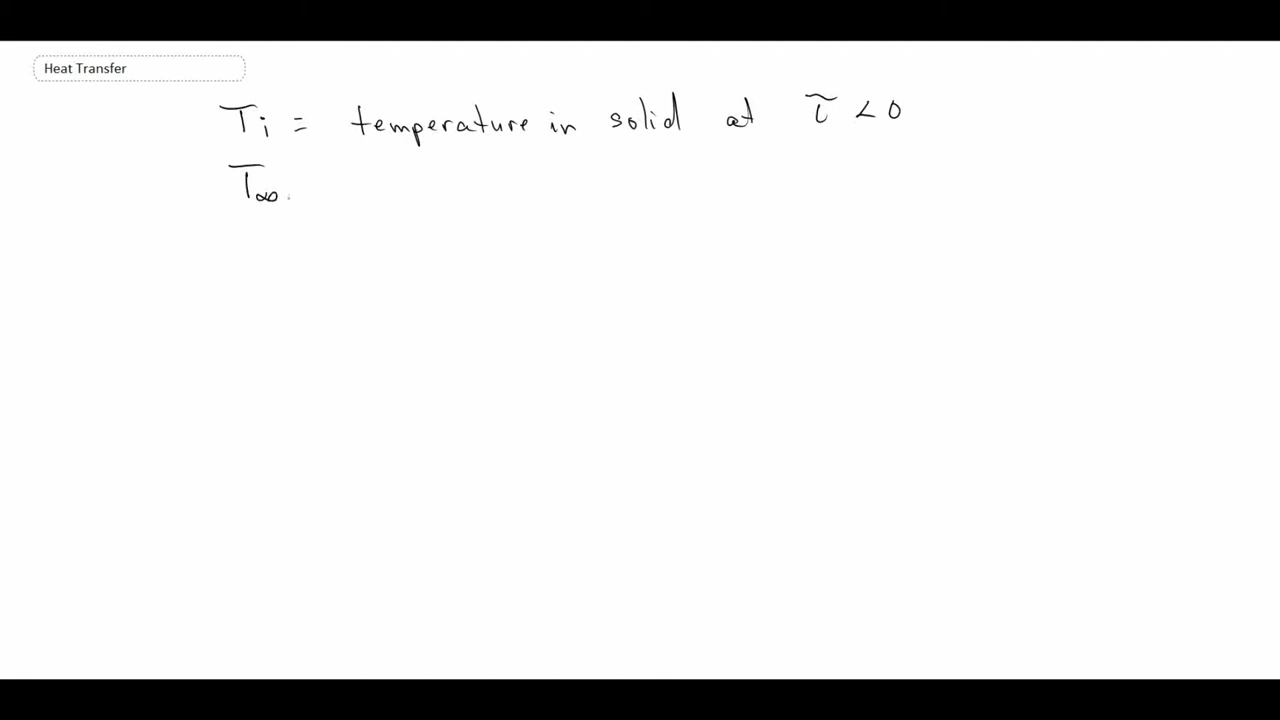 Heat Transfer
Ti = temperature in solid at τ < 0
T∞